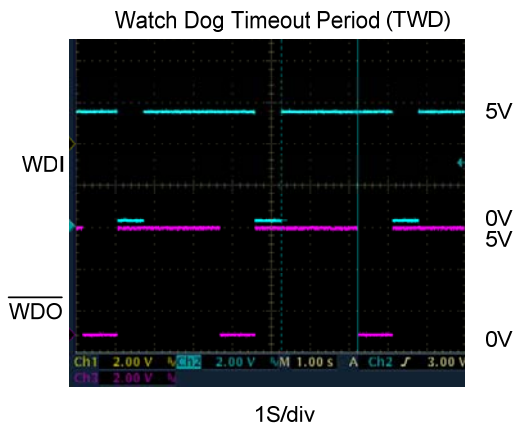 Watch Dog Timeout Period (TWD)
5V
WDI
0V
5V
WDO
0V
Ch1 2.00 V Ch2 2.00 V M 1.00 s A Ch2 3.00 V
Ch3 2.00 V
1S/div